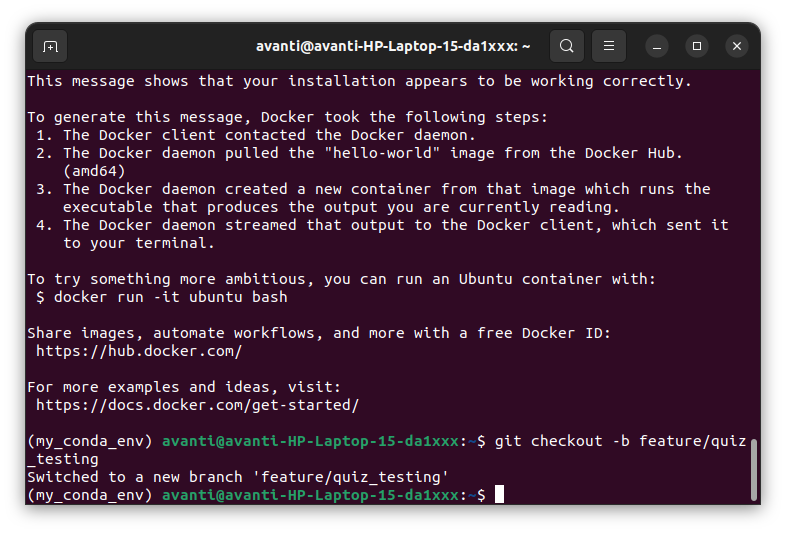 avanti@avanti-HP-Laptop-15-da1xxx: ~
This message shows that your installation appears to be working correctly.
To generate this message, Docker took the following steps:
1. The Docker client contacted the Docker daemon.
2. The Docker daemon pulled the "hello-world" image from the Docker Hub.
(amd64)
3. The Docker daemon created a new container from that image which runs the
executable that produces the output you are currently reading.
4. The Docker daemon streamed that output to the Docker client, which sent it
to your terminal.
To try something more ambitious, you can run an Ubuntu container with:
$ docker run -it ubuntu bash
Share images, automate workflows, and more with a free Docker ID:
https://hub.docker.com/
For more examples and ideas, visit:
https://docs.docker.com/get-started/
(my_conda_env) avanti@avanti-HP-Laptop-15-da1xxx:~$ git checkout -b feature/quiz
_testing
Switched to a new branch 'feature/quiz_testing'
(my_conda_env) avanti@avanti-HP-Laptop-15-da1xxx:~$